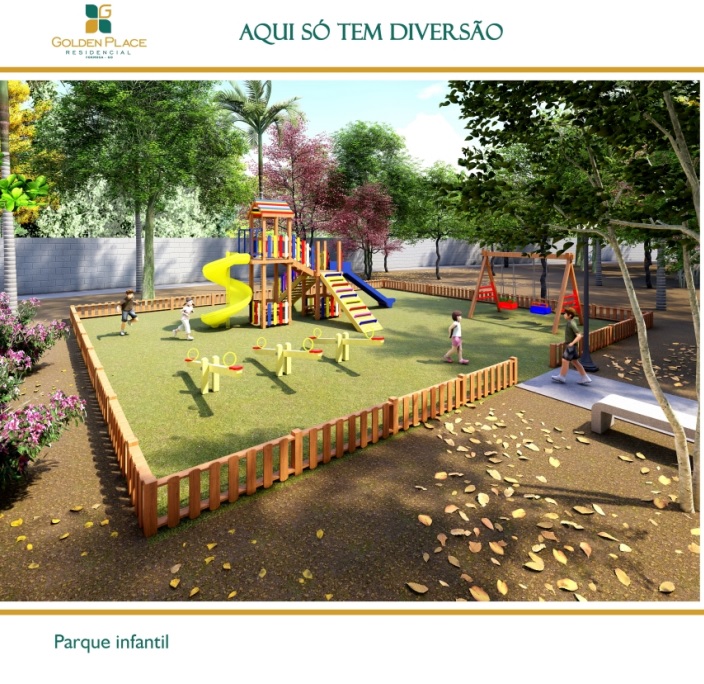 GOLDEN PLACE
RESIDENCIAL
AQUI SÓ TEM DIVERSÃO
Parque infantil